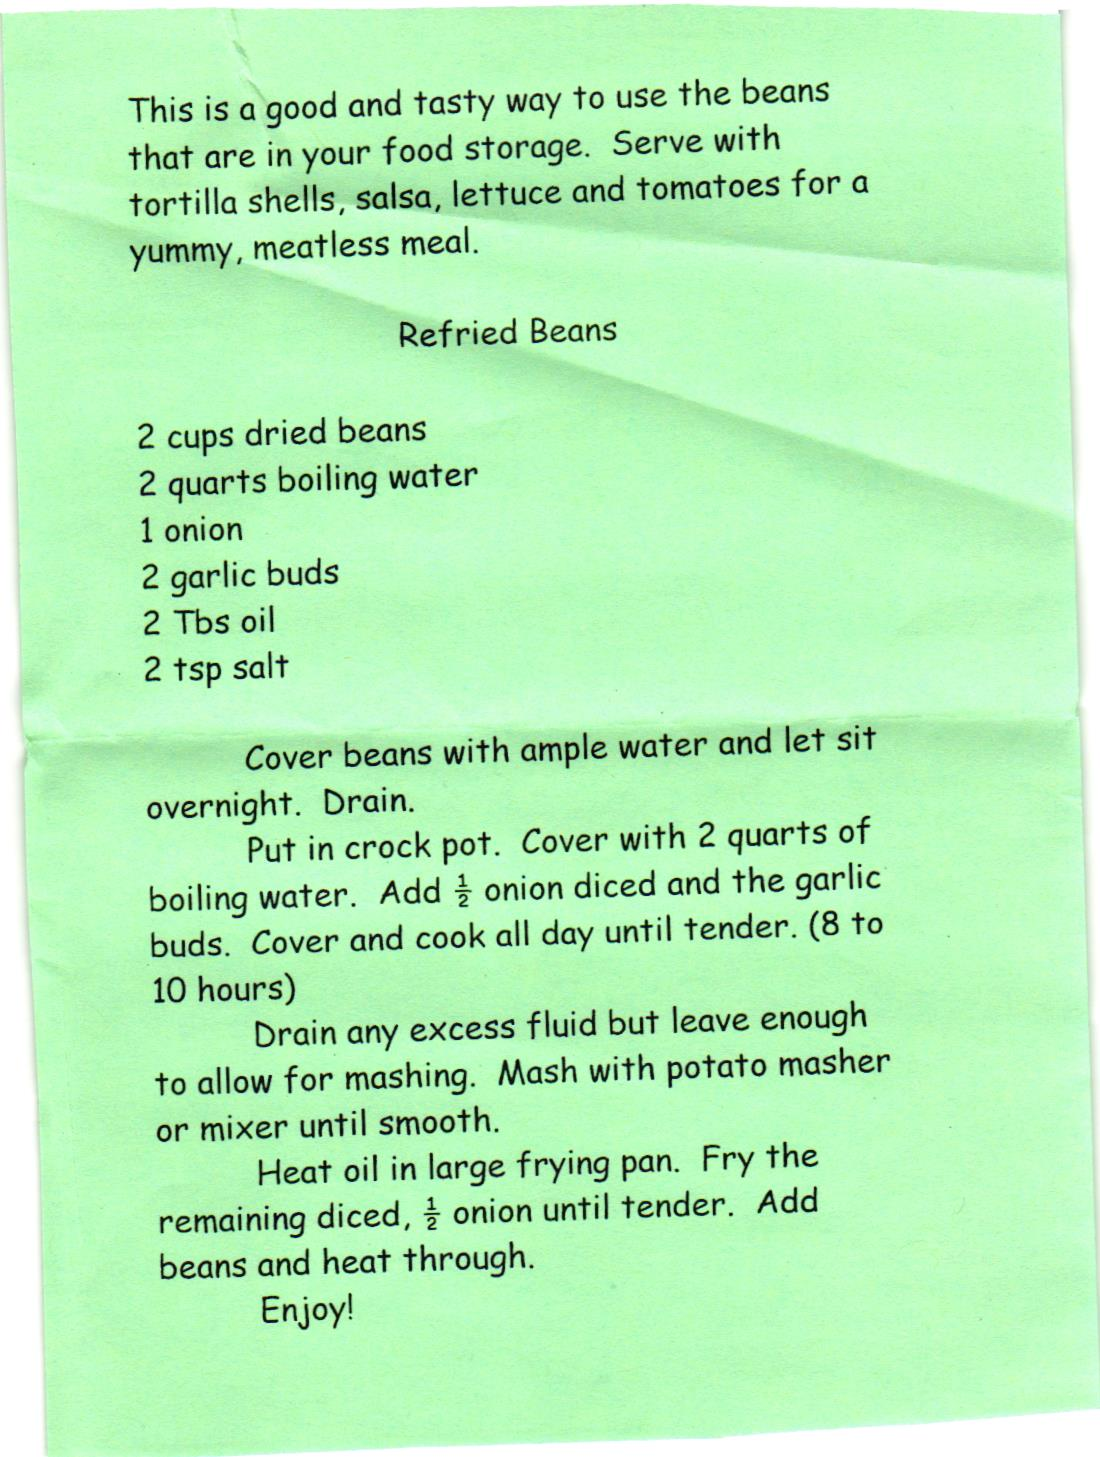 This is a good and tasty way to use the beans
that are in your food storage.  Serve with
tortilla shells, salsa, lettuce and tomatoes for a
yummy, meatless meal.
Refried Beans
2 cups dried beans
2 quarts boiling water
1 onion
2 garlic buds
2 Tbs oil
2 tsp salt
Cover beans with ample water and let sit
overnight.  Drain.
Put in crock pot.  Cover with 2 quarts of
boiling water.  Add ½ onion diced and the garlic
buds.  Cover and cook all day until tender. (8 to
10 hours)
Drain any excess fluid but leave enough
to allow for mashing.  Mash with potato masher
or mixer until smooth.
Heat oil in large frying pan.  Fry the
remaining diced, ½ onion until tender.  Add
beans and heat through.
Enjoy!